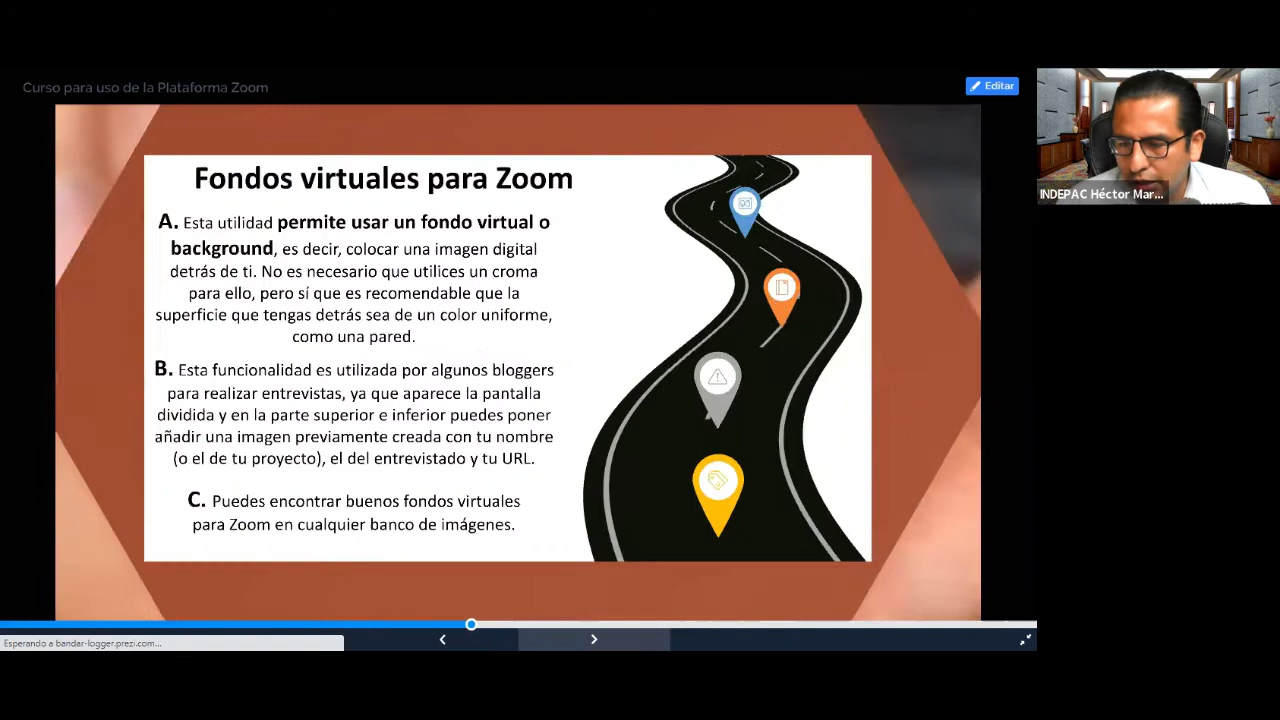 Curso para uso de la Plataforma Zoom
Editar
INDEPAC Héctor Mar...
Fondos virtuales para Zoom
A. Esta utilidad permite usar un fondo virtual o
background, es decir, colocar una imagen digital
detrás de ti. No es necesario que utilices un croma
para ello, pero sí que es recomendable que la
superficie que tengas detrás sea de un color uniforme,
como una pared.
B. Esta funcionalidad es utilizada por algunos bloggers
para realizar entrevistas, ya que aparece la pantalla
dividida y en la parte superior e inferior puedes poner
añadir una imagen previamente creada con tu nombre
(o el de tu proyecto), el del entrevistado y tu URL.
C. Puedes encontrar buenos fondos virtuales
para Zoom en cualquier banco de imágenes.
Esperando a bandar-logger.prezi.com...